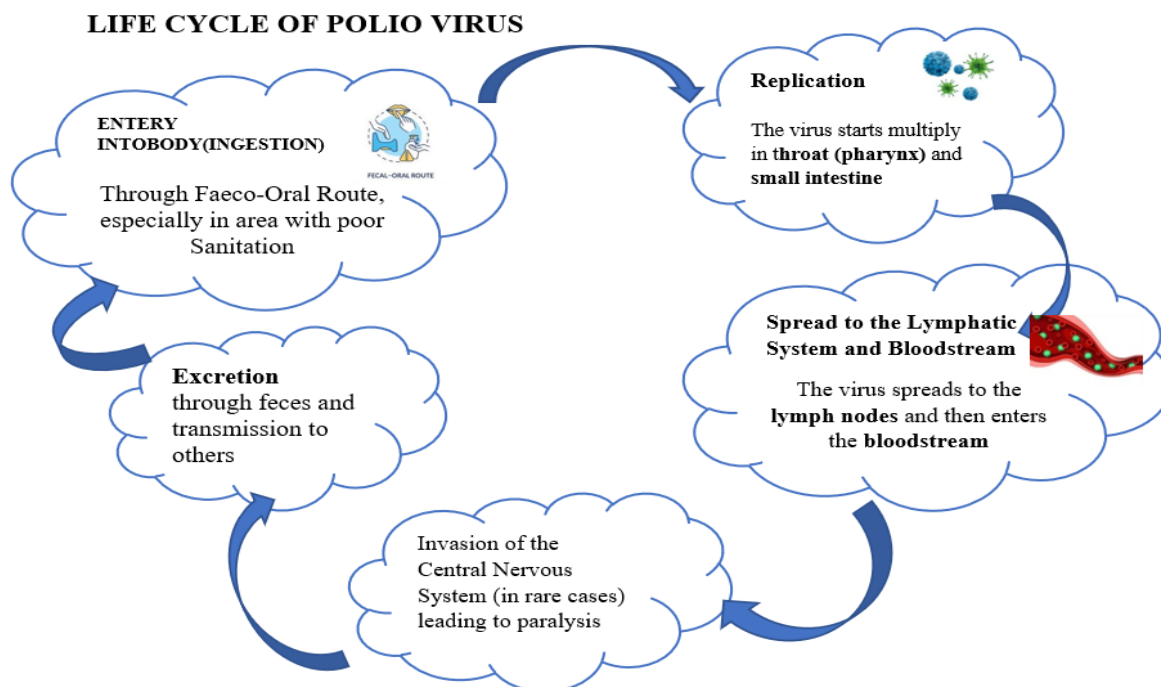 LIFE CYCLE OF POLIO VIRUS
ENTERY
INTOBODY(INGESTION)
FECAL-ORAL ROUTE
Through Faeco-Oral Route,
especially in area with poor
Sanitation
Replication
The virus starts multiply
in throat (pharynx) and
small intestine
Spread to the Lymphatic
System and Bloodstream
The virus spreads to the
lymph nodes and then enters
the bloodstream
Invasion of the
Central Nervous
System (in rare cases)
leading to paralysis
Excretion
through feces and
transmission to
others